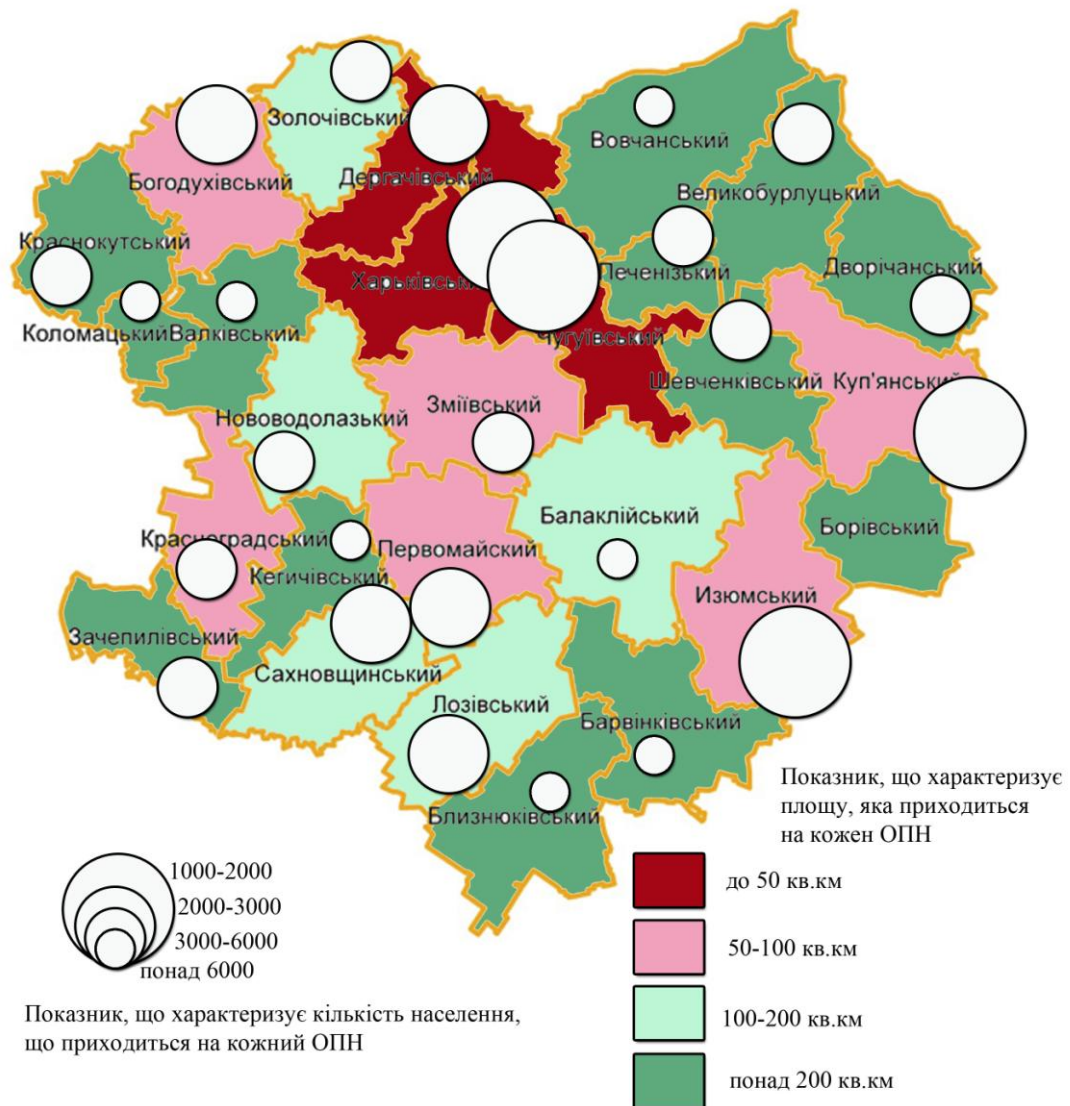 Золочівський
Вовчанський
Богодухівський
Дергачівський
Великобурлуцький
Краснокутський
Печенізький
Дворічанський
Харьківськ
Коломацький
Валківський
Чугуївський
Шевченківський
Куп'янський
Нововодолазький
Зміївський
Балаклійський
Борівський
Красноградський
Первомайский
Кегичівський
Изюмський
Зачепилівський
Сахновщинський
Лозівський
Барвінківський
Близнюківський
Показник, що характеризує
площу, яка приходиться
на кожен ОПН
1000-2000
2000-3000
3000-6000
понад 6000
Показник, що характеризує кількість населення,
що приходиться на кожний ОПН
до 50 кв.км
50-100 кв.км
100-200 кв.км
понад 200 кв.км